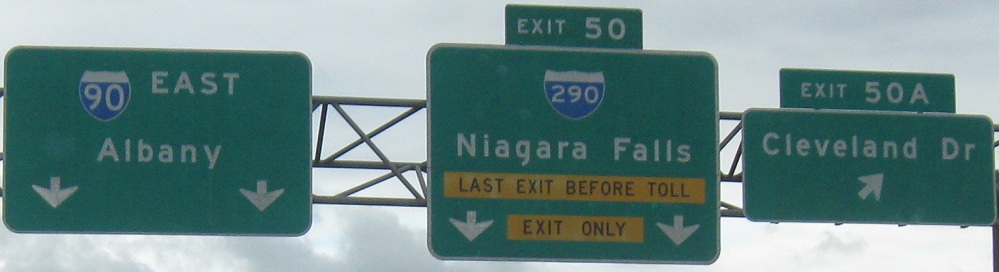 90 EAST
Albany
EXIT 50
290
Niagara Falls
LAST EXIT BEFORE TOLL
EXIT ONLY
EXIT 50A
Cleveland Dr